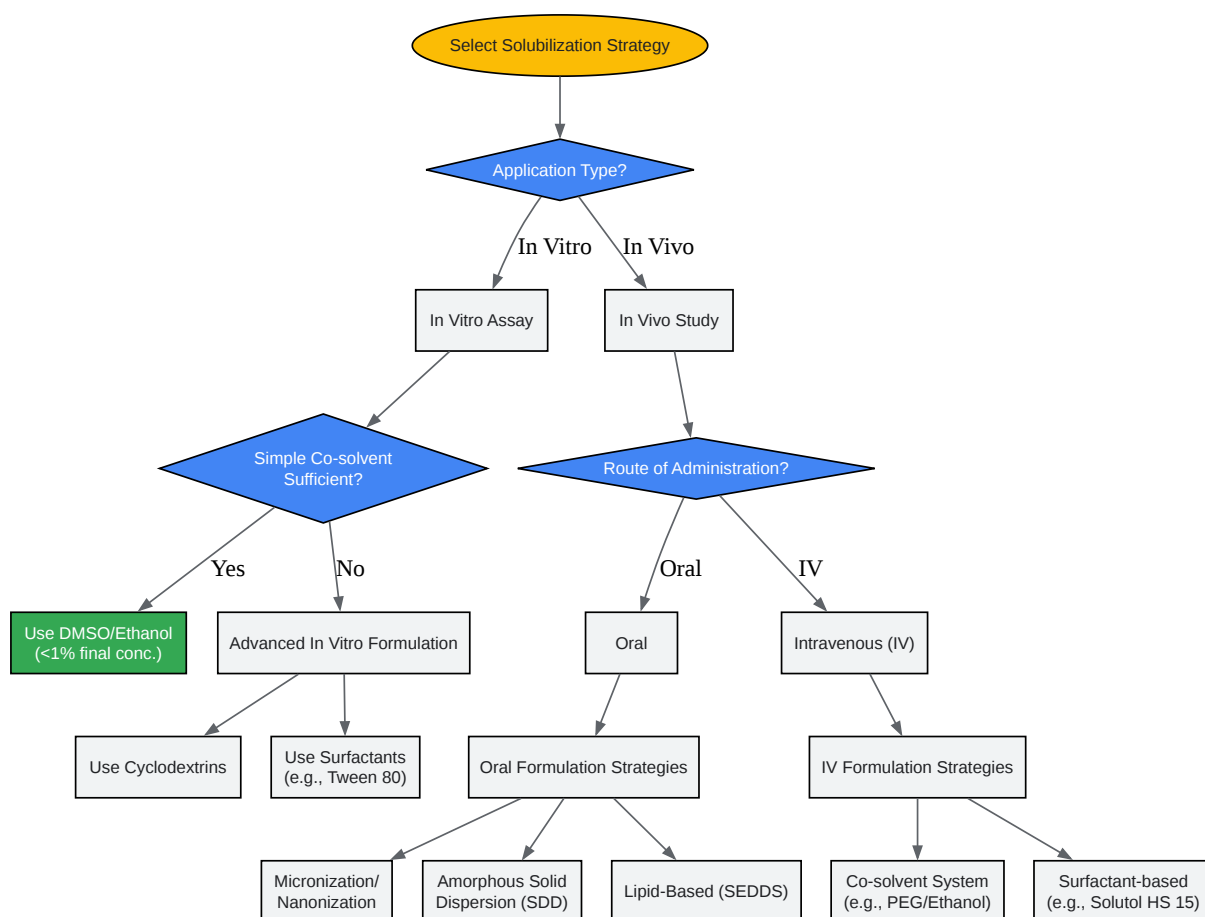 Select Solubilization Strategy
Application Type?
In Vitro
In Vivo
In Vitro Assay
In Vivo Study
Simple Co-solvent
Sufficient?
Route of Administration?
Yes
No
Oral
IV
Use DMSO/Ethanol
(<1% final conc.)
Advanced In Vitro Formulation
Oral
Intravenous (IV)
Use Cyclodextrins
Use Surfactants
(e.g., Tween 80)
Oral Formulation Strategies
IV Formulation Strategies
Micronization/
Nanonization
Amorphous Solid
Dispersion (SDD)
Lipid-Based (SEDDS)
Co-solvent System
(e.g., PEG/Ethanol)
Surfactant-based
(e.g., Solutol HS 15)